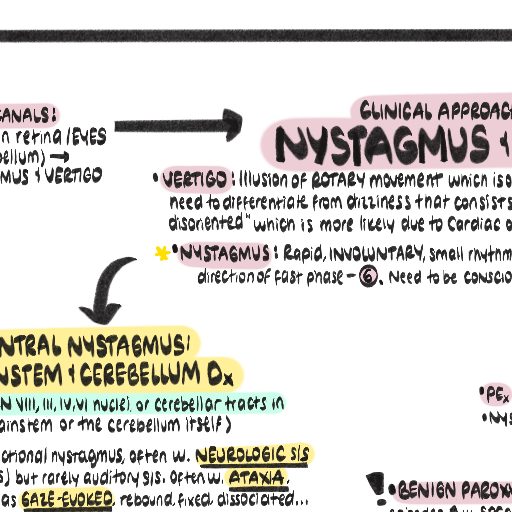 CANALS:
n retina/EYES
bellum) →
MUS & VERTIGO
CLINICAL APPROAC
NYSTAGMUS &
• VERTIGO: Illusion of ROTARY movement which is o
need to differentiate from dizziness that consists
disoriented" which is more likely due to Cardiac o
* • NYSTAGMUS: Rapid, INVOLUNTARY, small rhythm
direction of fast phase - ⑥. Need to be conscio
NTRAL NYSTAGMUS:
NSTEM & CEREBELLUM Dx
N VIII, III, IV, VI nuclei, or cerebellar tracts in
ainstem or the cerebellum itself)
ational nystagmus, often w. NEUROLOGIC S/S
S) but rarely auditory s/s. often w. ATAXIA,
as GAZE-EVOKED, rebound, fixed, dissociated...
• PEx
• NYS
! • BENIGN PAROXY